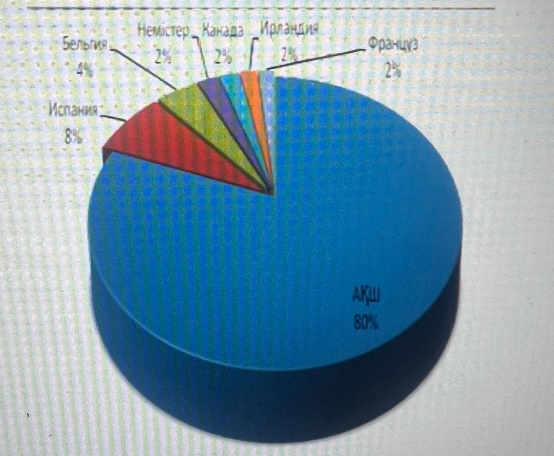 Испания
8%
Бельгия
4%
Немістер
2%
Канада
2%
Ирландия
2%
Француз
2%
АҚШ
80%